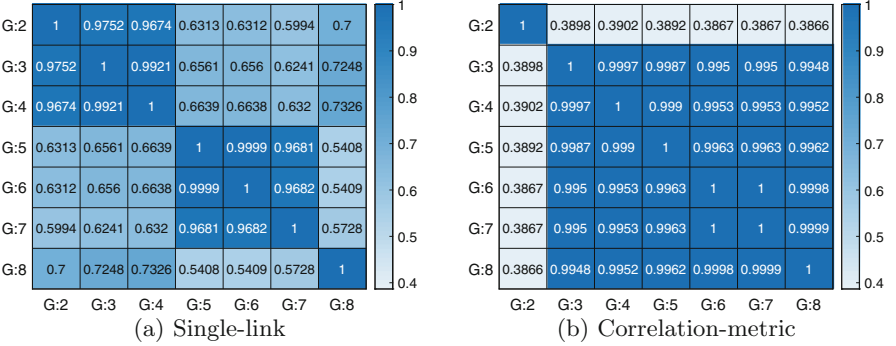 G:2 1 0.9752 0.9674 0.6313 0.6312 0.5994 0.7
G:3 0.9752 1 0.9921 0.6561 0.656 0.6241 0.7248
G:4 0.9674 0.9921 1 0.6639 0.6638 0.632 0.7326
G:5 0.6313 0.6561 0.6639 1 0.9999 0.9681 0.5408
G:6 0.6312 0.656 0.6638 0.9999 1 0.9682 0.5409
G:7 0.5994 0.6241 0.632 0.9681 0.9682 1 0.5728
G:8 0.7 0.7248 0.7326 0.5408 0.5409 0.5728 1
G:2 G:3 G:4 G:5 G:6 G:7 G:8
1
0.9
0.8
0.7
0.6
0.5
0.4
(a) Single-link
G:2 1 0.3898 0.3902 0.3892 0.3867 0.3867 0.3866
G:3 0.3898 1 0.9997 0.9987 0.995 0.995 0.9948
G:4 0.3902 0.9997 1 0.999 0.9953 0.9953 0.9952
G:5 0.3892 0.9987 0.999 1 0.9963 0.9963 0.9962
G:6 0.3867 0.995 0.9953 0.9963 1 1 0.9998
G:7 0.3867 0.995 0.9953 0.9963 1 1 0.9999
G:8 0.3866 0.9948 0.9952 0.9962 0.9998 0.9999 1
G:2 G:3 G:4 G:5 G:6 G:7 G:8
1
0.9
0.8
0.7
0.6
0.5
0.4
(b) Correlation-metric